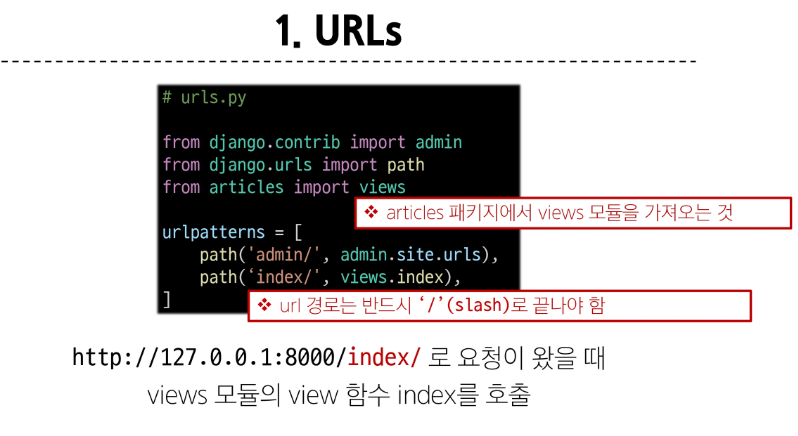 1. URLs
# urls.py
from django.contrib import admin
from django.urls import path
from articles import views
❖ articles 패키지에서 views 모듈을 가져오는 것
urlpatterns = [
    path('admin/', admin.site.urls),
    path(‘index/', views.index),
]
❖ url 경로는 반드시 ‘/’(slash)로 끝나야 함
http://127.0.0.1:8000/index/ 로 요청이 왔을 때
views 모듈의 view 함수 index를 호출